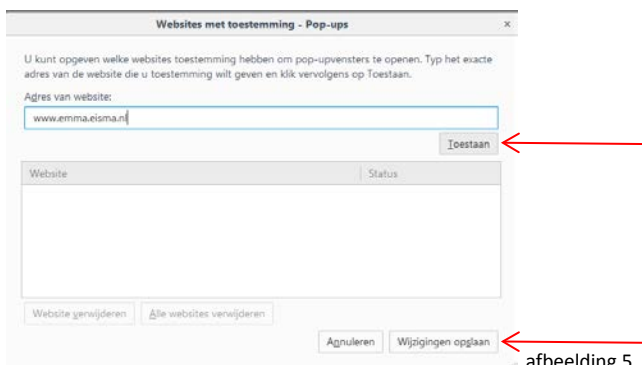 Websites met toestemming - Pop-ups ×
U kunt opgeven welke websites toestemming hebben om pop-upvensters te openen. Typ het exacte
adres van de website die u toestemming wilt geven en klik vervolgens op Toestaan.
Adres van website:
www.emma.eisma.nl
Toestaan
Website Status
Website verwijderen Alle websites verwijderen
Annuleren Wijzigingen opslaan
afbeelding 5